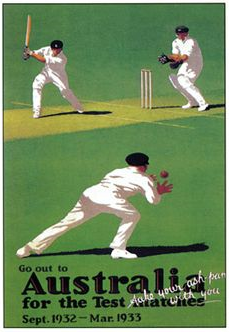 Go out to
Australia
for the Test Matches
take your ash-pan
with you
Sept. 1932—Mar. 1933